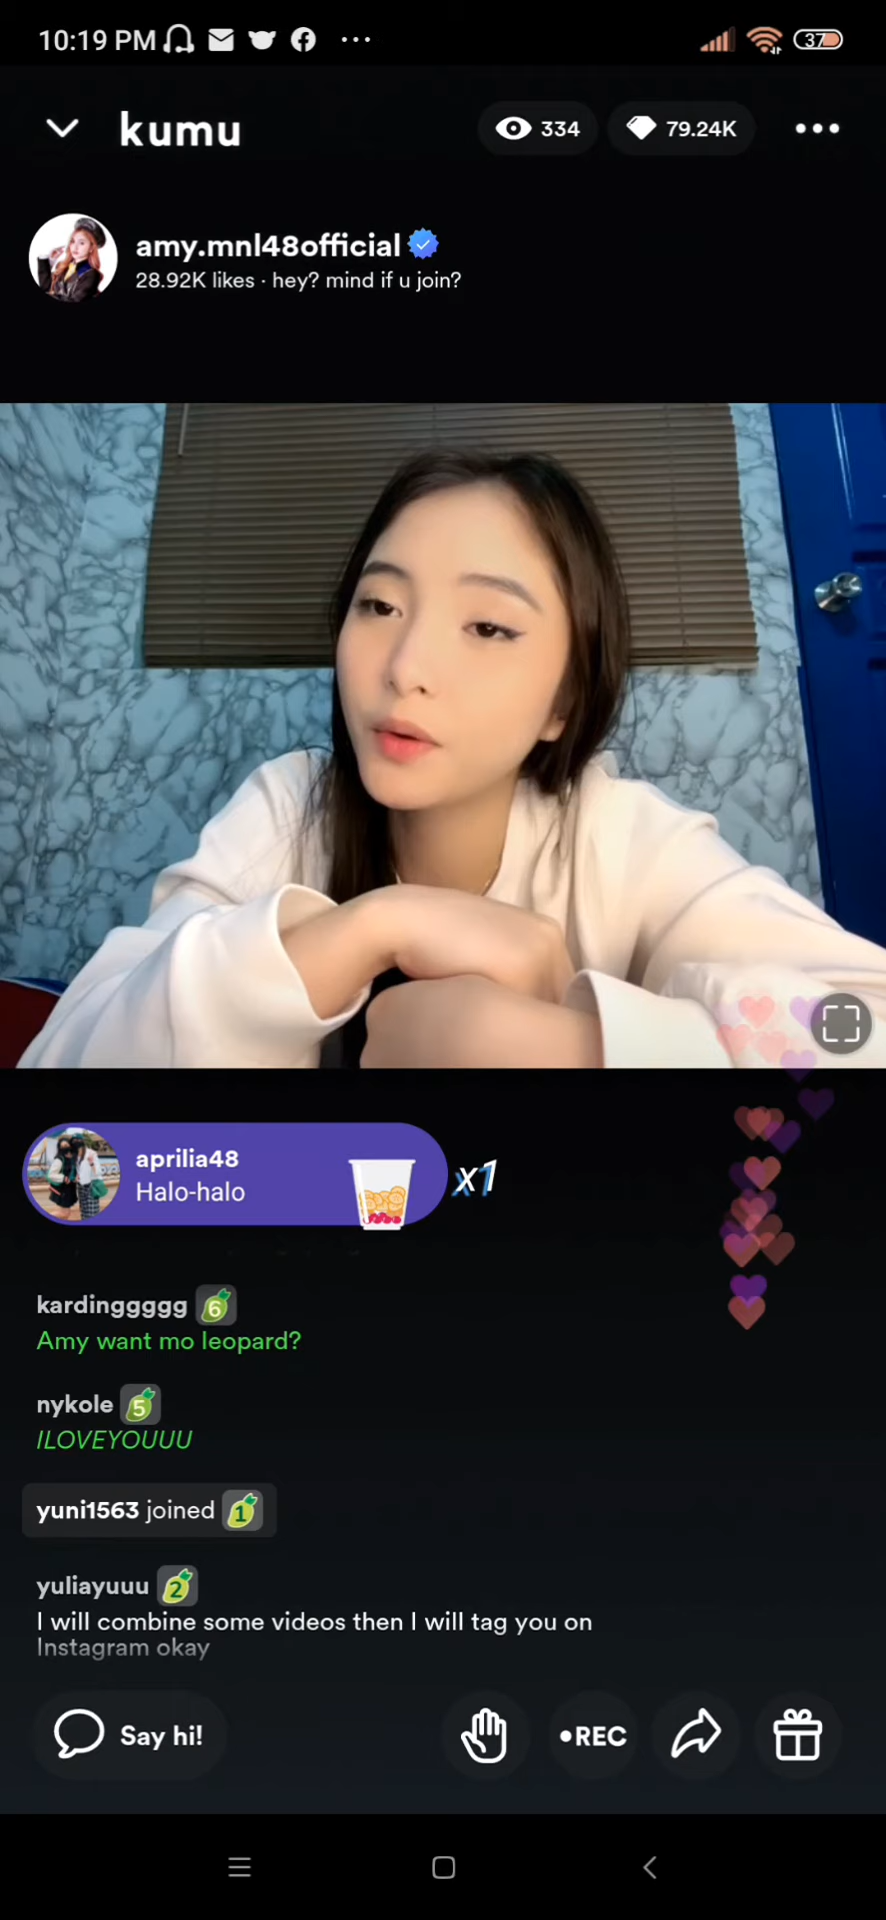 10:19 PM
37
kumu
334
79.24K
amy.mnl48official
28.92K likes · hey? mind if u join?
aprilia48
Halo-halo
x1
kardinggggg 6
Amy want mo leopard?
nykole 5
ILOVEYOUUU
yuni1563 joined 1
yuliayuuu 2
I will combine some videos then I will tag you on
Instagram okay
Say hi!
•REC